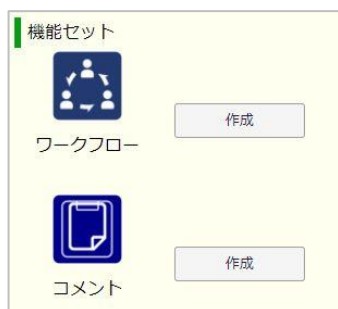 機能セット
作成
ワークフロー
作成
コメント